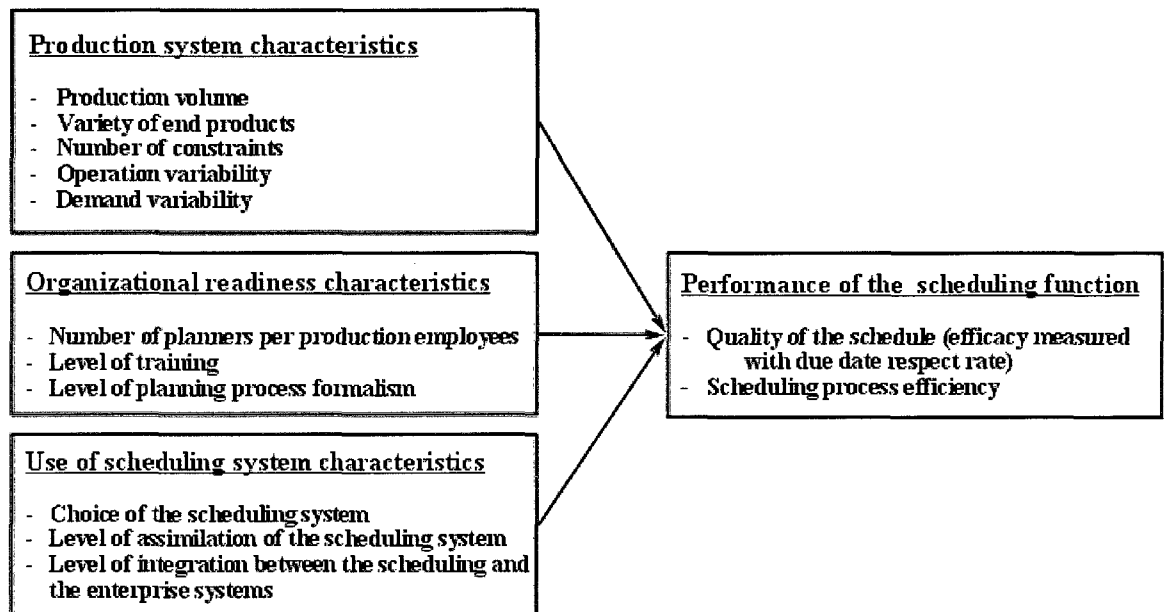 Production system characteristics
- Production volume
- Variety of end products
- Number of constraints
- Operation variability
- Demand variability
Organizational readiness characteristics
- Number of planners per production employees
- Level of training
- Level of planning process formalism
Use of scheduling system characteristics
- Choice of the scheduling system
- Level of assimilation of the scheduling system
- Level of integration between the scheduling and
the enterprise systems
Performance of the scheduling function
- Quality of the schedule (efficacy measured
with due date respect rate)
- Scheduling process efficiency